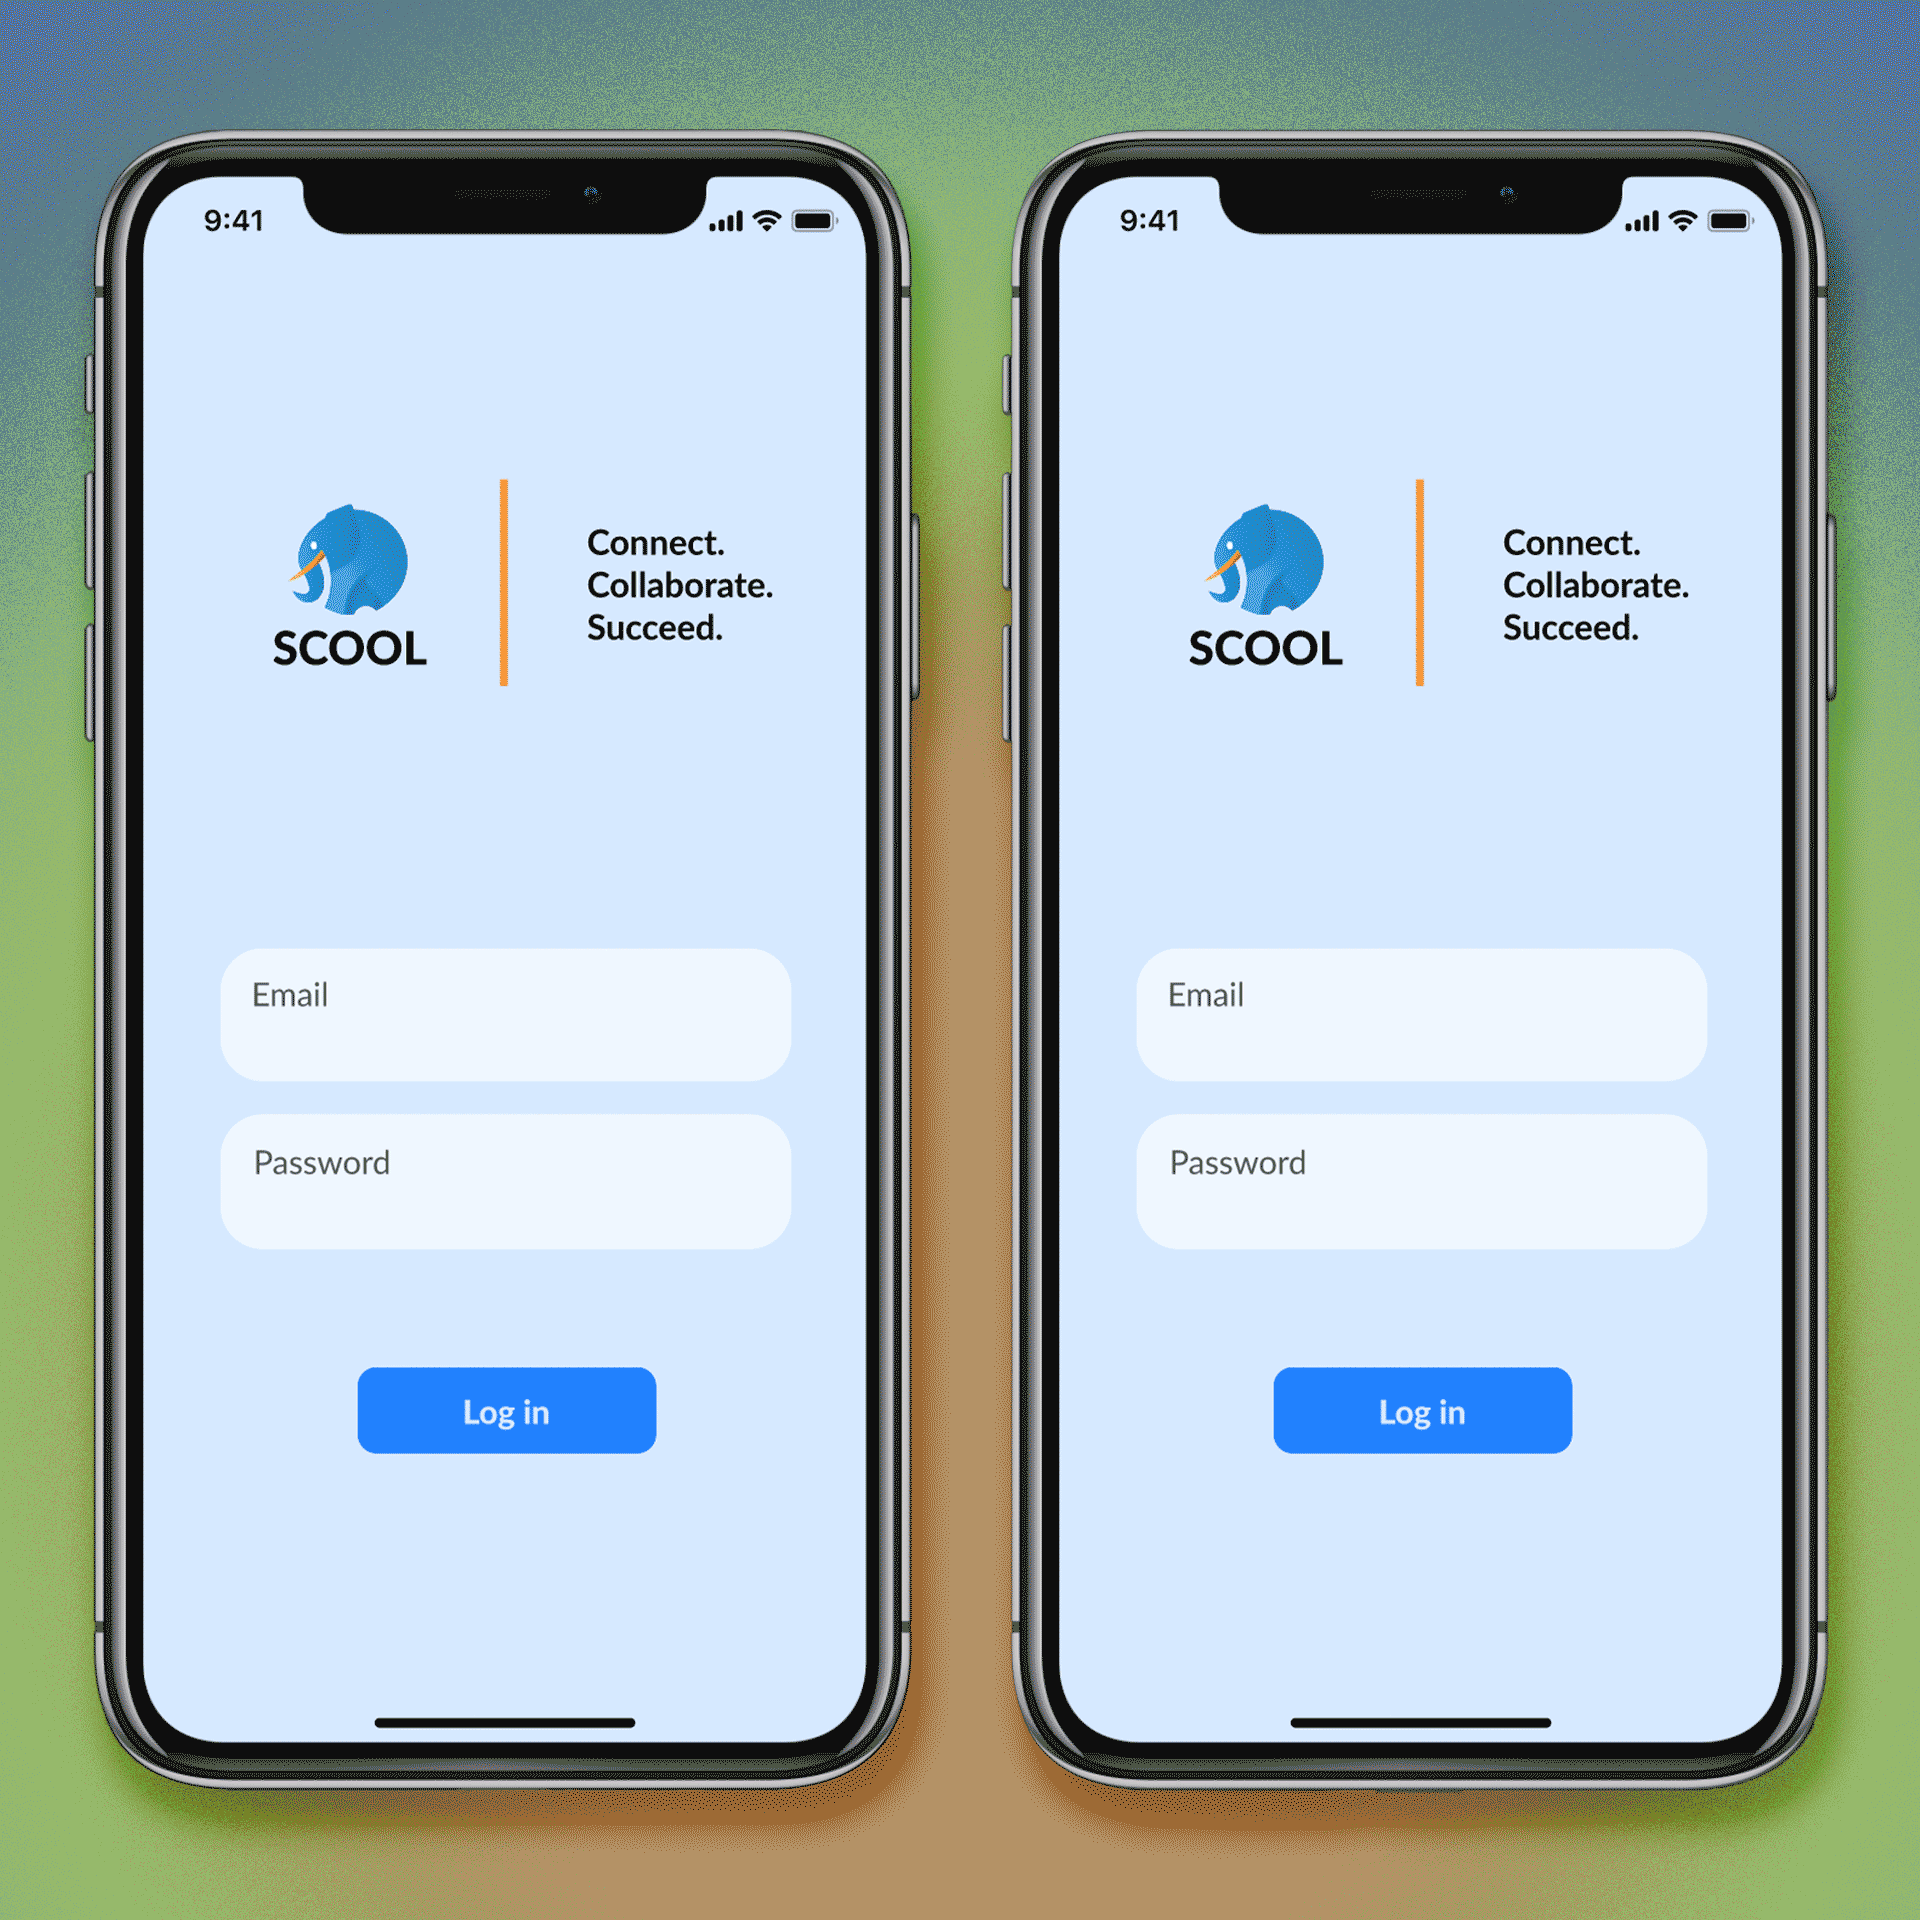 9:41
SCOOL
Connect.
Collaborate.
Succeed.
Email
Password
Log in
9:41
SCOOL
Connect.
Collaborate.
Succeed.
Email
Password
Log in